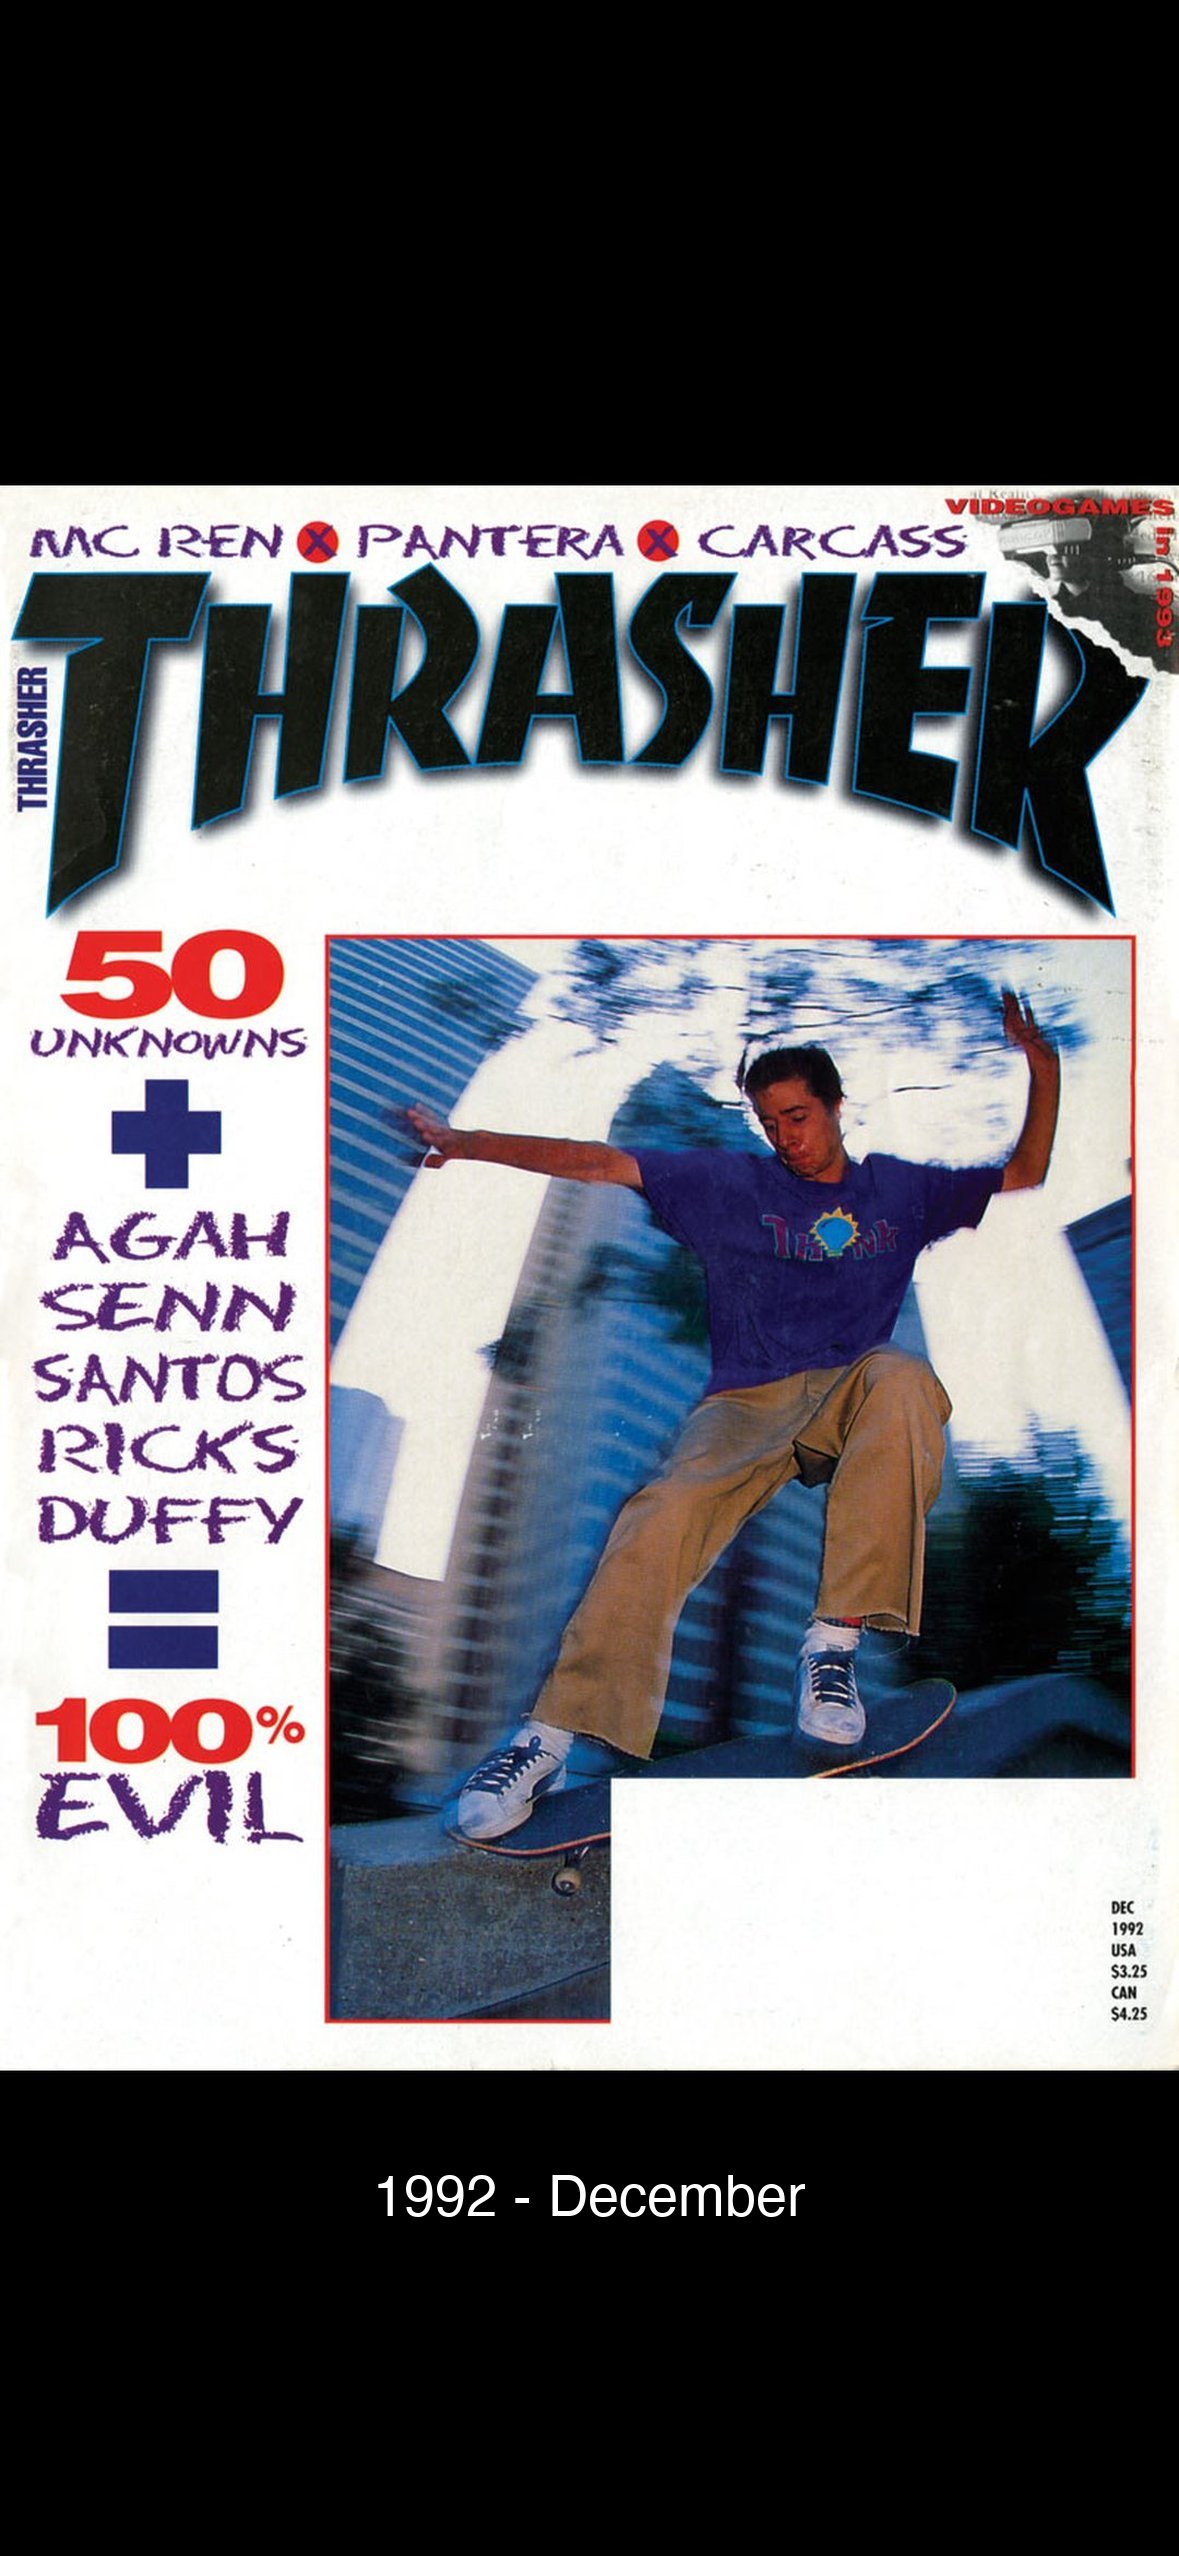 MC REN X PANTERA X CARCASS
VIDEOGAMES
in 1993
THRASHER
THRASHER
50
UNKNOWNS
+
AGAH
SENN
SANTOS
RICKS
DUFFY
=
100%
EVIL
Think
DEC
1992
USA
$3.25
CAN
$4.25
1992 - December